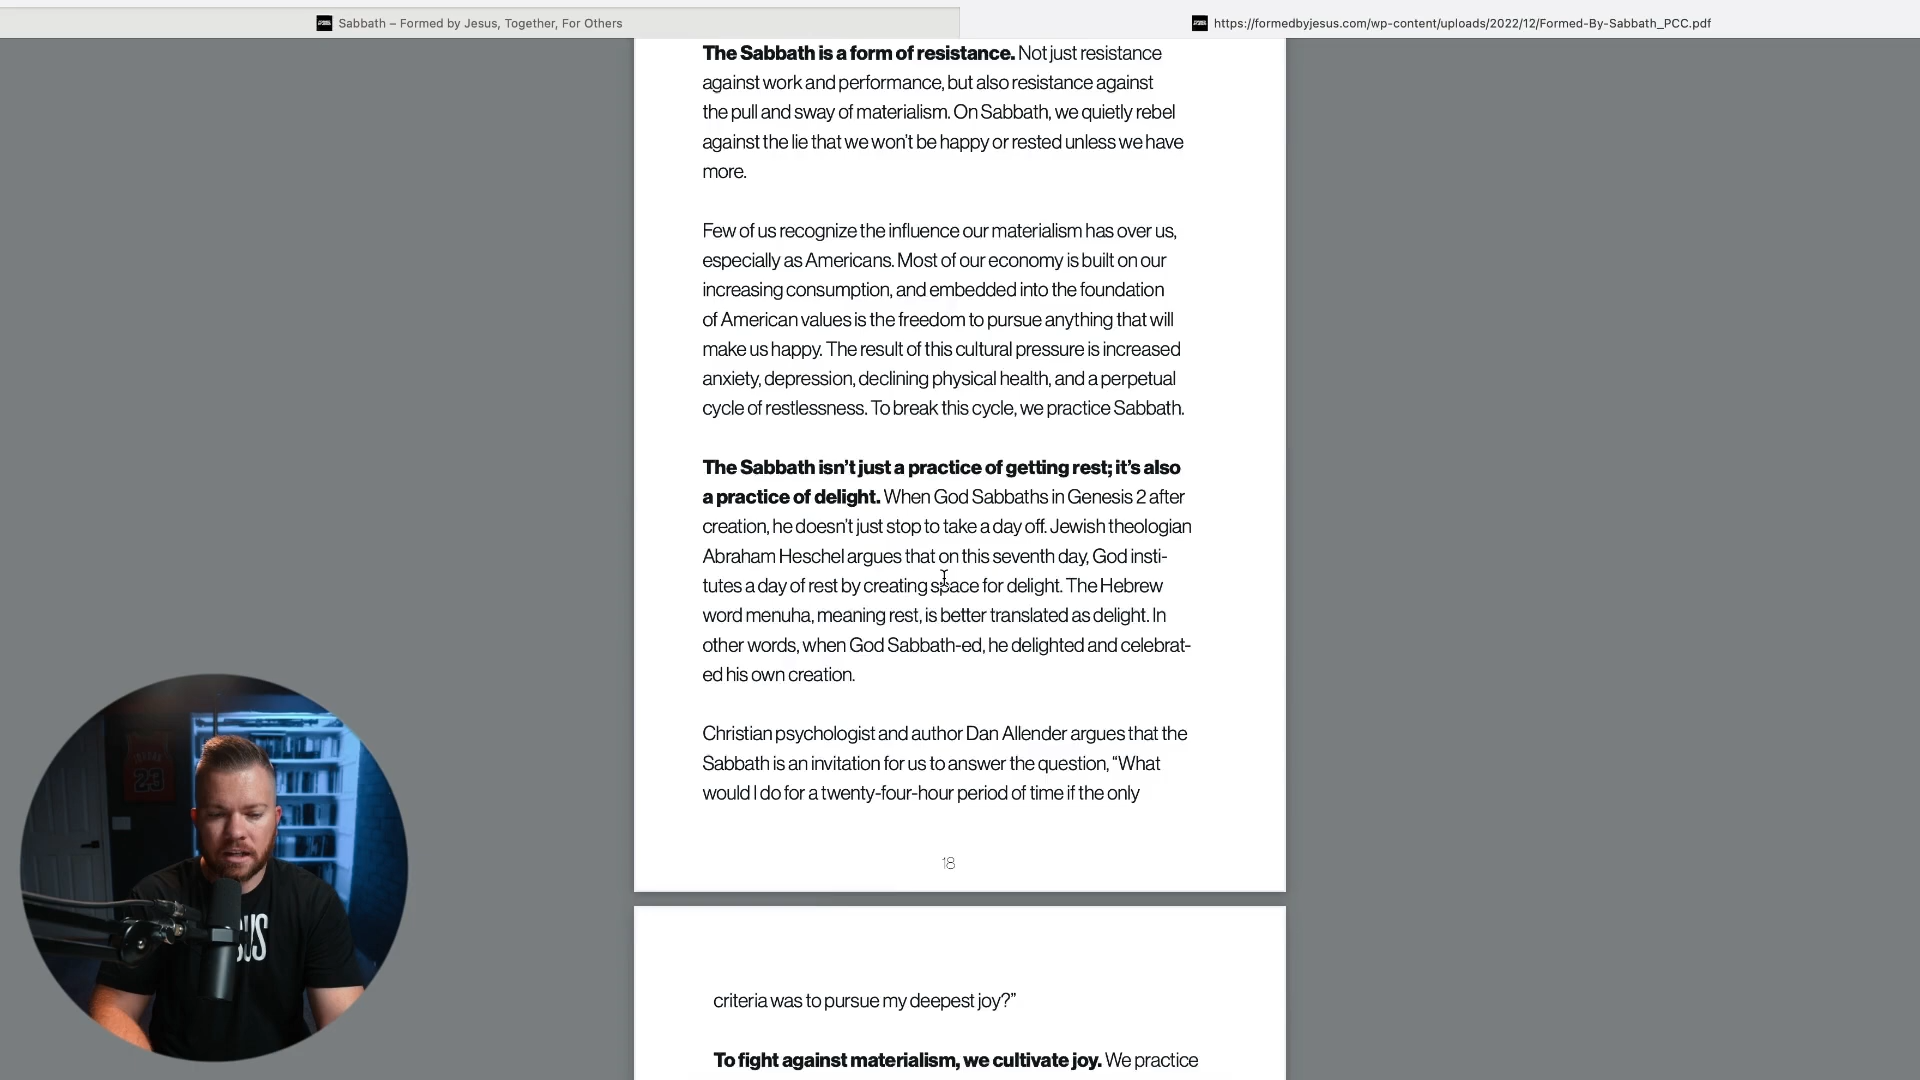 Sabbath – Formed by Jesus, Together, For Others
https://formedbyjesus.com/wp-content/uploads/2022/12/Formed-By-Sabbath_PCC.pdf
The Sabbath is a form of resistance. Not just resistance
against work and performance, but also resistance against
the pull and sway of materialism. On Sabbath, we quietly rebel
against the lie that we won’t be happy or rested unless we have
more.
Few of us recognize the influence our materialism has over us,
especially as Americans. Most of our economy is built on our
increasing consumption, and embedded into the foundation
of American values is the freedom to pursue anything that will
make us happy. The result of this cultural pressure is increased
anxiety, depression, declining physical health, and a perpetual
cycle of restlessness. To break this cycle, we practice Sabbath.
The Sabbath isn’t just a practice of getting rest; it’s also
a practice of delight. When God Sabbaths in Genesis 2 after
creation, he doesn’t just stop to take a day off. Jewish theologian
Abraham Heschel argues that on this seventh day, God insti-
tutes a day of rest by creating space for delight. The Hebrew
word menuha, meaning rest, is better translated as delight. In
other words, when God Sabbath-ed, he delighted and celebrat-
ed his own creation.
Christian psychologist and author Dan Allender argues that the
Sabbath is an invitation for us to answer the question, “What
would I do for a twenty-four-hour period of time if the only
18
criteria was to pursue my deepest joy?”
To fight against materialism, we cultivate joy. We practice
23